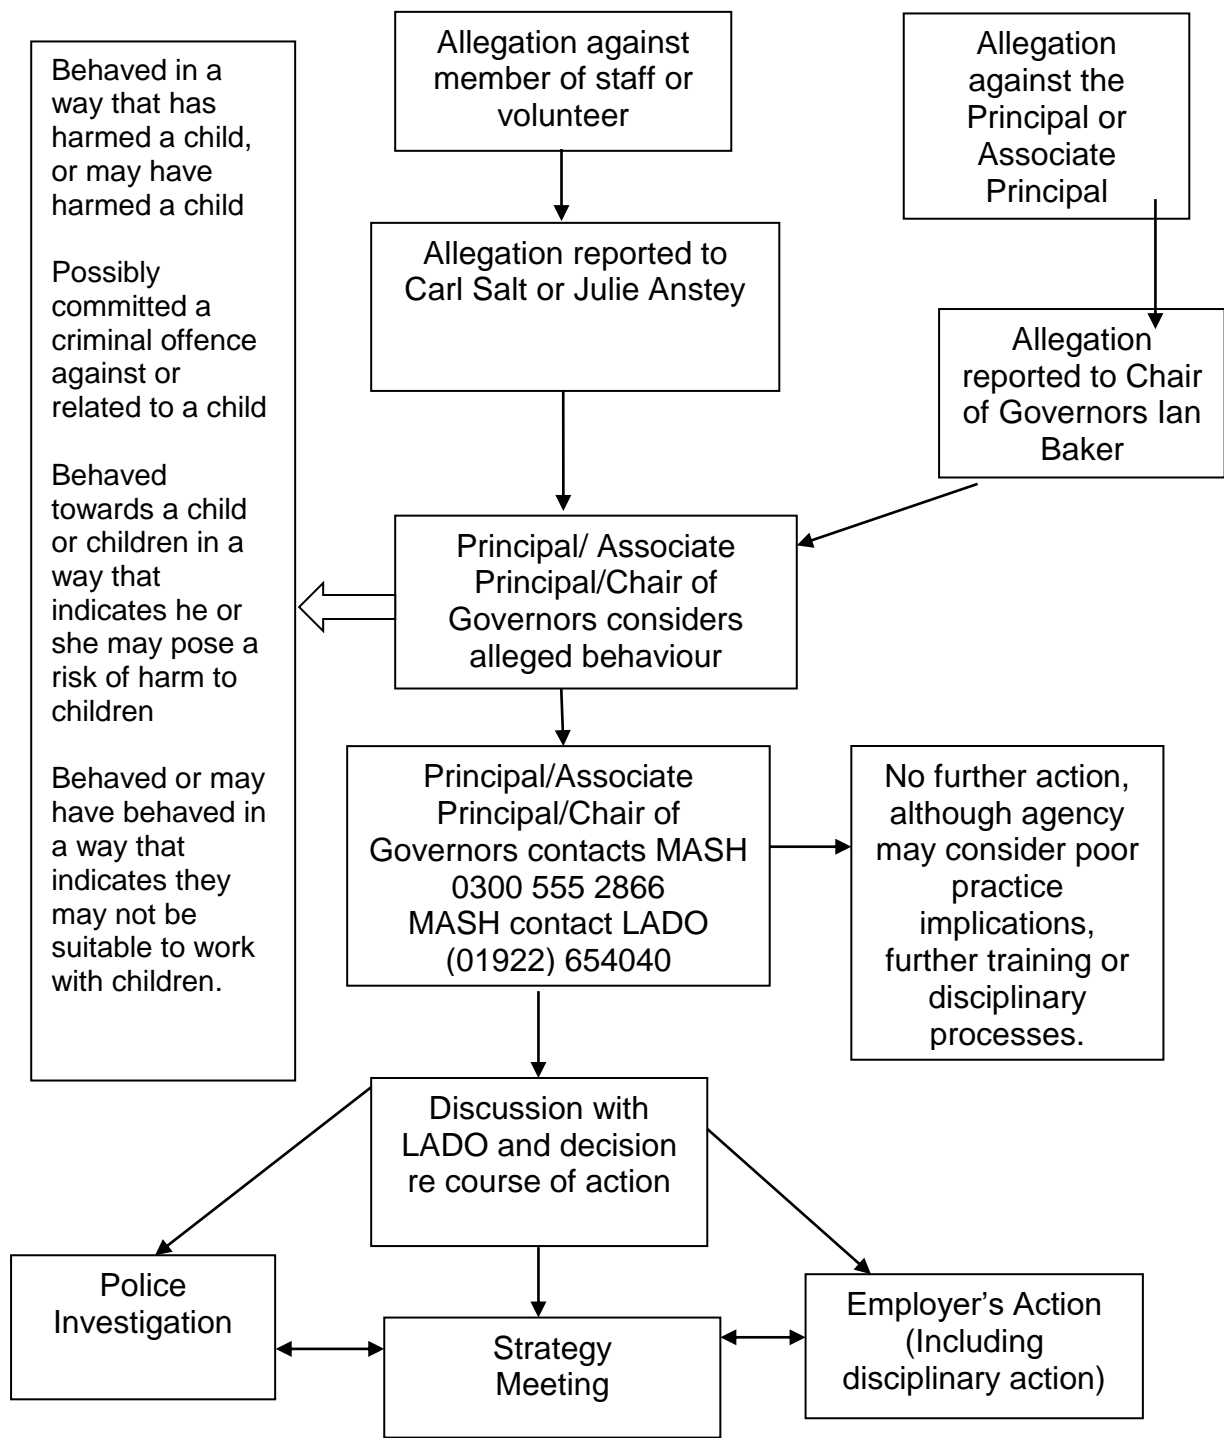 Behaved in a
way that has
harmed a child,
or may have
harmed a child
Possibly
committed a
criminal offence
against or
related to a child
Behaved
towards a child
or children in a
way that
indicates he or
she may pose a
risk of harm to
children
Behaved or may
have behaved in
a way that
indicates they
may not be
suitable to work
with children.
Allegation against
member of staff or
volunteer
Allegation
against the
Principal or
Associate
Principal
Allegation reported to
Carl Salt or Julie Anstey
Allegation
reported to Chair
of Governors Ian
Baker
Principal/ Associate
Principal/Chair of
Governors considers
alleged behaviour
Principal/Associate
Principal/Chair of
Governors contacts MASH
0300 555 2866
MASH contact LADO
(01922) 654040
No further action,
although agency
may consider poor
practice
implications,
further training or
disciplinary
processes.
Discussion with
LADO and decision
re course of action
Police
Investigation
Strategy
Meeting
Employer’s Action
(Including
disciplinary action)